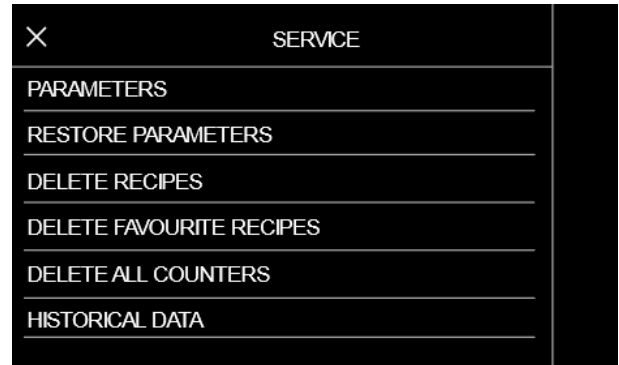 SERVICE
PARAMETERS
RESTORE PARAMETERS
DELETE RECIPES
DELETE FAVOURITE RECIPES
DELETE ALL COUNTERS
HISTORICAL DATA